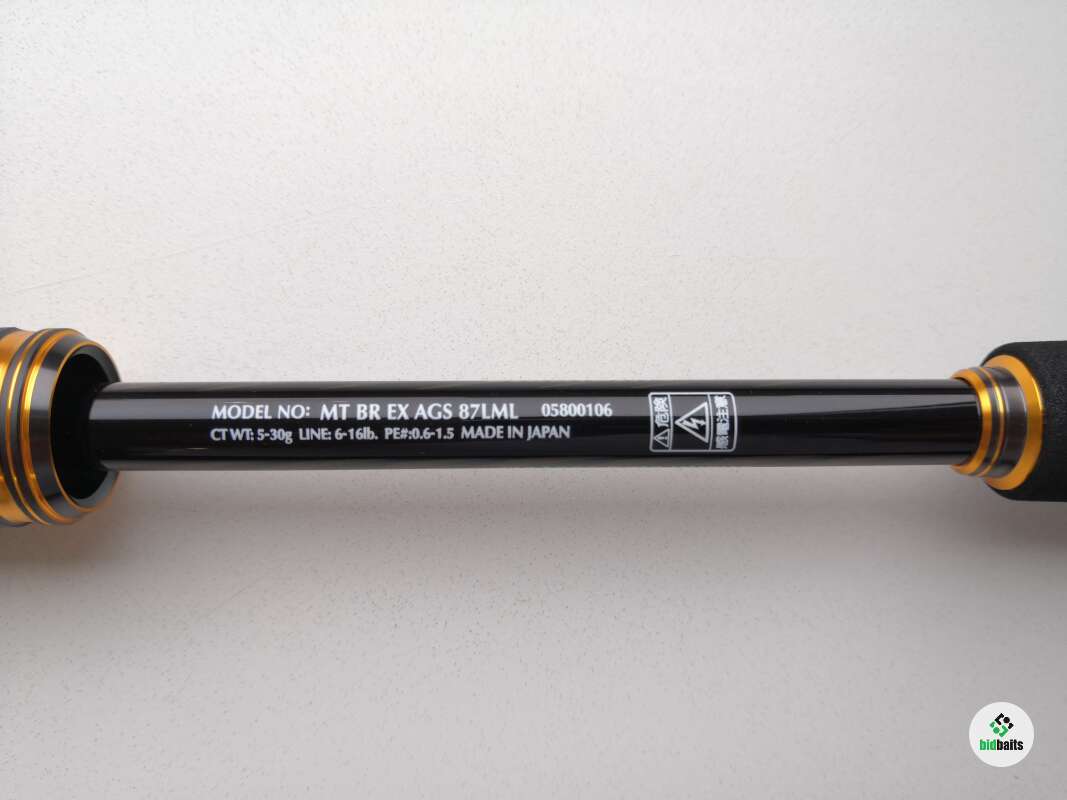 MODEL NO: MT BR EX AGS 87LML 05800106
CT WT: 5-30g LINE: 6-16lb. PE#:0.6-1.5 MADE IN JAPAN
危険
感電注意
bidbaits